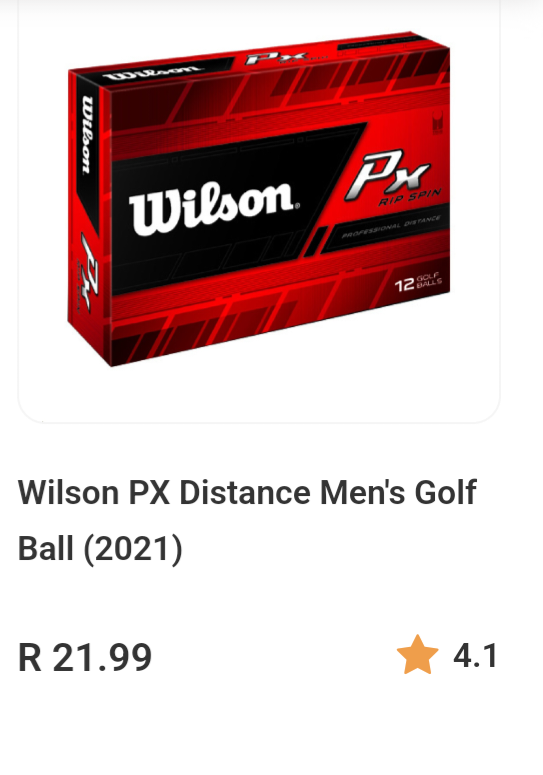 Wilson
Px
Wilson
Px
Wilson
Px
RIP SPIN
PROFESSIONAL DISTANCE
12 GOLF
BALLS
Wilson PX Distance Men's Golf
Ball (2021)
R 21.99
4.1